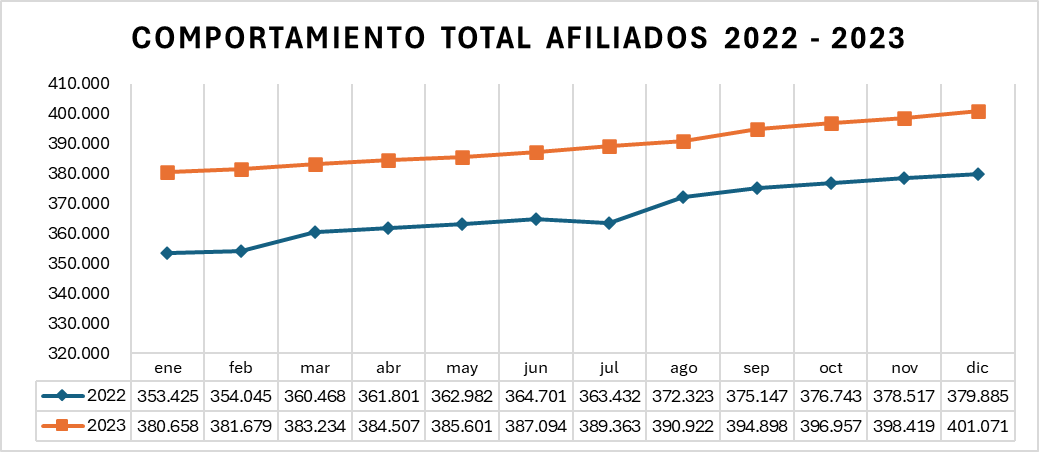 COMPORTAMIENTO TOTAL AFILIADOS 2022 - 2023
410.000
400.000
390.000
380.000
370.000
360.000
350.000
340.000
330.000
320.000
ene feb mar abr may jun jul ago sep oct nov dic
2022 353.425 354.045 360.468 361.801 362.982 364.701 363.432 372.323 375.147 376.743 378.517 379.885
2023 380.658 381.679 383.234 384.507 385.601 387.094 389.363 390.922 394.898 396.957 398.419 401.071